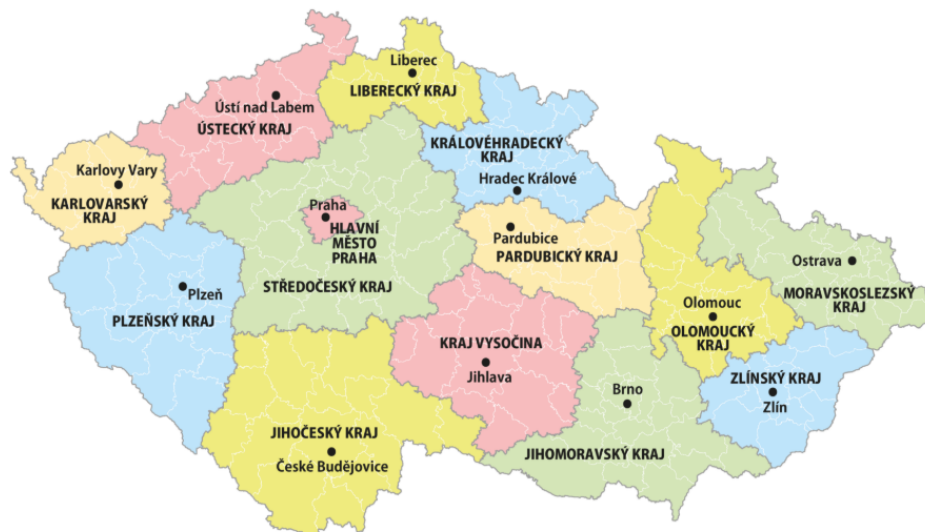 Liberec
LIBERECKÝ KRAJ
Ústí nad Labem
ÚSTECKÝ KRAJ
KRÁLOVÉHRADECKÝ
KRAJ
Hradec Králové
Karlovy Vary
KARLOVARSKÝ
KRAJ
Praha
HLAVNÍ
MĚSTO
PRAHA
Pardubice
PARDUBICKÝ KRAJ
STŘEDOČESKÝ KRAJ
Plzeň
PLZEŇSKÝ KRAJ
Ostrava
MORAVSKOSLEZSKÝ
KRAJ
Olomouc
OLOMOUCKÝ
KRAJ
KRAJ VYSOČINA
Jihlava
ZLÍNSKÝ KRAJ
Zlín
Brno
JIHOMORAVSKÝ KRAJ
JIHOČESKÝ KRAJ
České Budějovice